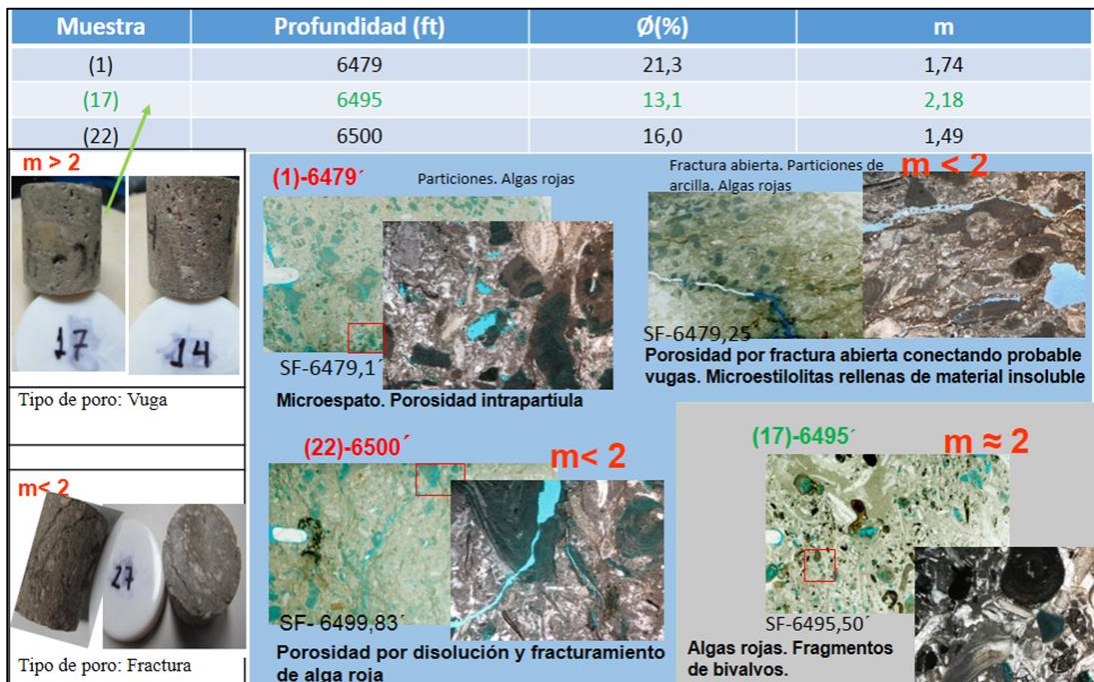 Muestra Profundidad (ft) Ø(%) m
(1) 6479 21,3 1,74
(17) 6495 13,1 2,18
(22) 6500 16,0 1,49
m > 2
17
14
Tipo de poro: Vuga
m< 2
27
Tipo de poro: Fractura
(1)-6479´
Particiones. Algas rojas
SF-6479,1´
Microespato. Porosidad intrapartíula
Fractura abierta. Particiones de
arcilla. Algas rojas
m < 2
SF-6479,25´
Porosidad por fractura abierta conectando probable
vugas. Microestilolitas rellenas de material insoluble
(22)-6500´
m< 2
SF- 6499,83´
Porosidad por disolución y fracturamiento
de alga roja
(17)-6495´
m ≈ 2
SF-6495,50´
Algas rojas. Fragmentos
de bivalvos.